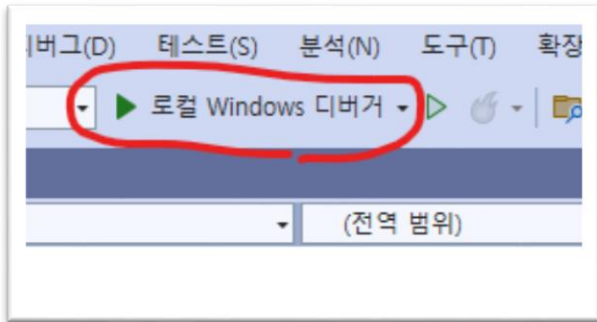 디버그(D) 테스트(S) 분석(N) 도구(T) 확장
로컬 Windows 디버거
(전역 범위)